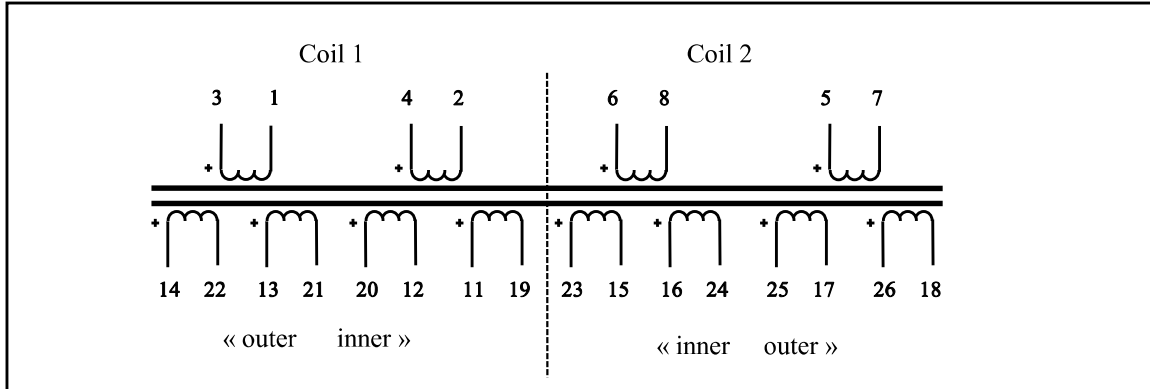 Coil 1 Coil 2
3 1 4 2 6 8 5 7
+ + + +
+ + + + + + + +
14 22 13 21 20 12 11 19 23 15 16 24 25 17 26 18
« outer inner » « inner outer »